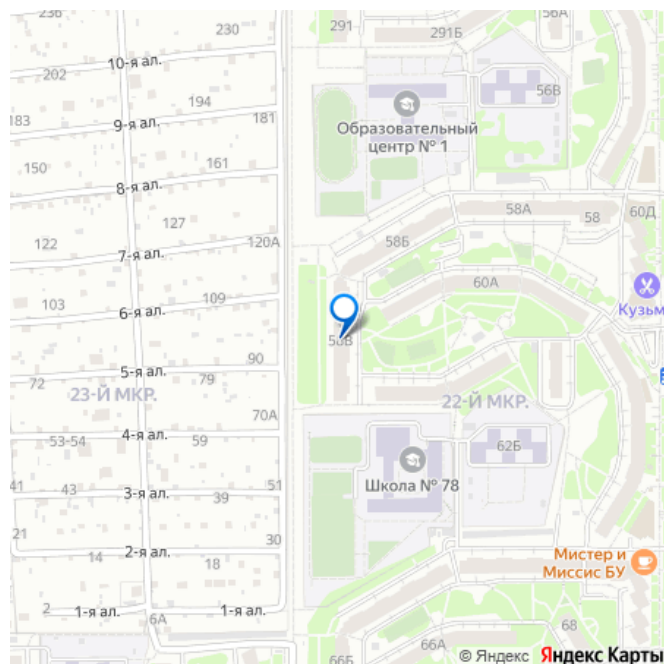 236
230
291
291Б
56А
10-я ал.
202
56В
194
183
9-я ал.
181
Образовательный
центр № 1
150
8-я ал.
161
58А
58
60Д
127
122
7-я ал.
120А
58Б
60А
Кузьм
103
6-я ал.
109
58В
90
5-я ал.
72
79
23-Й МКР.
22-Й МКР.
70А
4-я ал.
53-54
59
62Б
41
43
3-я ал.
39
51
Школа № 78
21
30
2-я ал.
14
18
Мистер и
Миссис БУ
2
1-я ал.
1-я ал.
6А
68
66Б
66А
© Яндекс Яндекс Карты